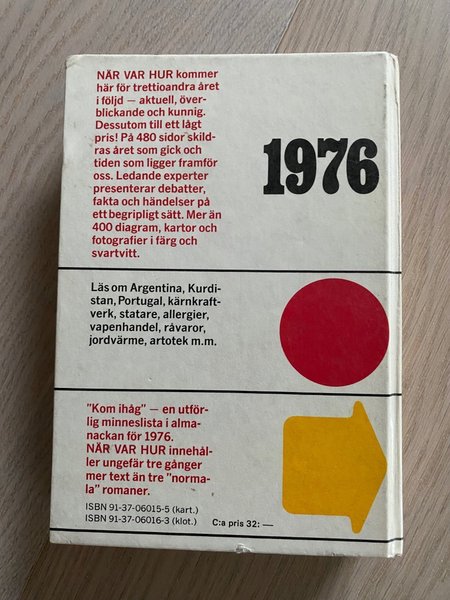 NÄR VAR HUR kommer
här för trettioandra året
i följd – aktuell, över-
blickande och kunnig.
Dessutom till ett lågt
pris! På 480 sidor skild-
ras året som gick och
tiden som ligger framför
oss. Ledande experter
presenterar debatter,
fakta och händelser på
ett begripligt sätt. Mer än
400 diagram, kartor och
fotografier i färg och
svartvitt.
1976
Läs om Argentina, Kurdi-
stan, Portugal, kärnkraft-
verk, statare, allergier,
vapenhandel, råvaror,
jordvärme, artotek m.m.
"Kom ihåg" – en utför-
lig minneslista i alma-
nackan för 1976.
NÄR VAR HUR innehål-
ler ungefär tre gånger
mer text än tre "norma-
la" romaner.
ISBN 91-37-06015-5 (kart.)
ISBN 91-37-06016-3 (klot.) C:a pris 32: —